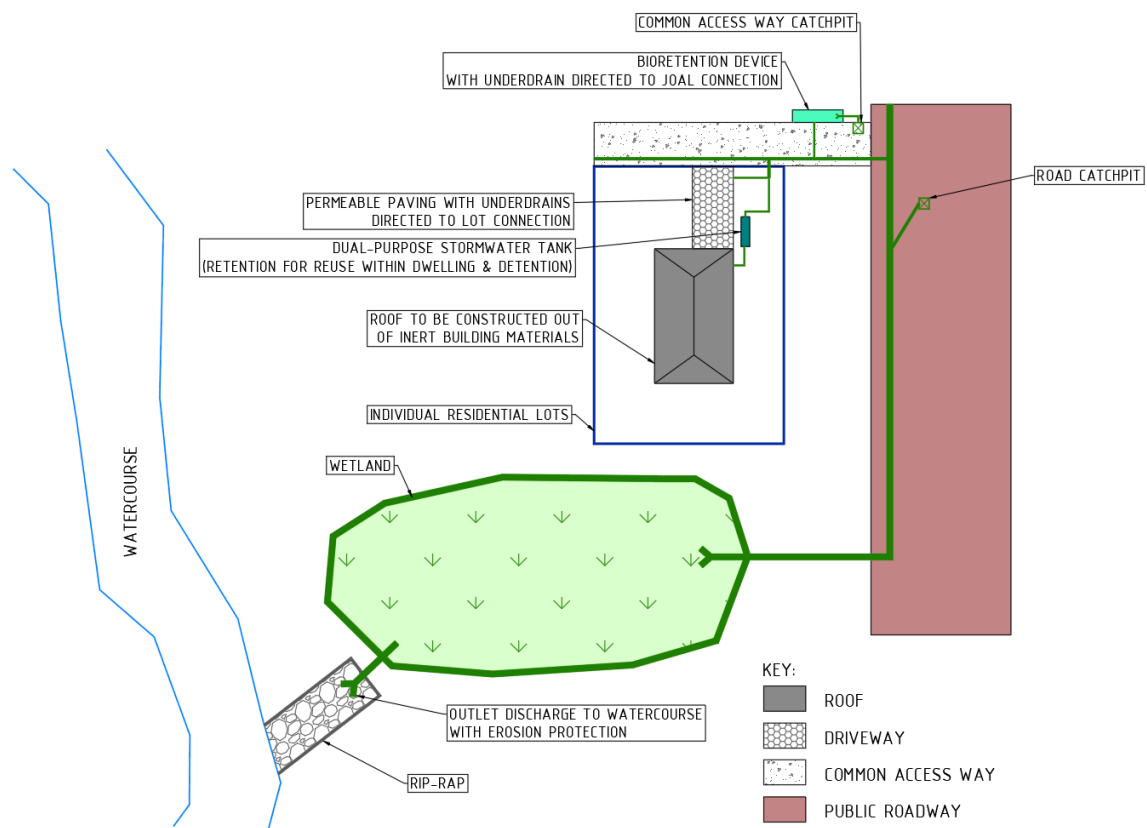 COMMON ACCESS WAY CATCHPIT
BIORETENTION DEVICE
WITH UNDERDRAIN DIRECTED TO JOAL CONNECTION
ROAD CATCHPIT
PERMEABLE PAVING WITH UNDERDRAINS
DIRECTED TO LOT CONNECTION
DUAL-PURPOSE STORMWATER TANK
(RETENTION FOR REUSE WITHIN DWELLING & DETENTION)
ROOF TO BE CONSTRUCTED OUT
OF INERT BUILDING MATERIALS
INDIVIDUAL RESIDENTIAL LOTS
WETLAND
WATERCOURSE
OUTLET DISCHARGE TO WATERCOURSE
WITH EROSION PROTECTION
RIP-RAP
KEY:
ROOF
DRIVEWAY
COMMON ACCESS WAY
PUBLIC ROADWAY